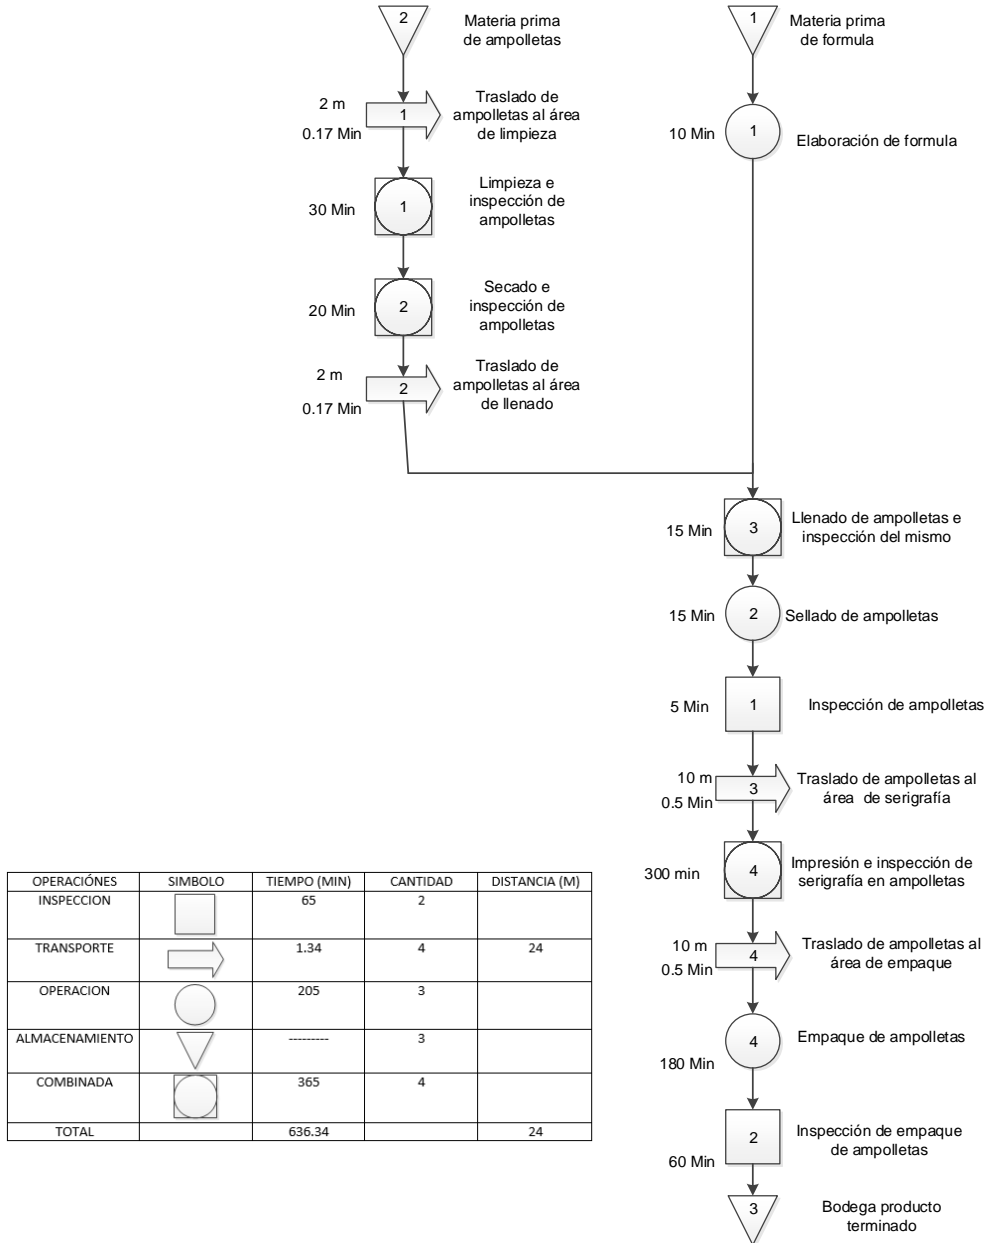 2
Materia prima
de ampolletas
2 m
0.17 Min
1
Traslado de
ampolletas al área
de limpieza
30 Min
1
Limpieza e
inspección de
ampolletas
20 Min
2
Secado e
inspección de
ampolletas
2 m
0.17 Min
2
Traslado de
ampolletas al área
de llenado
1
Materia prima
de formula
10 Min
1
Elaboración de formula
15 Min
3
Llenado de ampolletas e
inspección del mismo
15 Min
2
Sellado de ampolletas
5 Min
1
Inspección de ampolletas
10 m
0.5 Min
3
Traslado de ampolletas al
área de serigrafía
300 min
4
Impresión e inspección de
serigrafía en ampolletas
10 m
0.5 Min
4
Traslado de ampolletas al
área de empaque
180 Min
4
Empaque de ampolletas
60 Min
2
Inspección de empaque
de ampolletas
3
Bodega producto
terminado
OPERACIÓNES SIMBOLO TIEMPO (MIN) CANTIDAD DISTANCIA (M)
INSPECCION 65 2
TRANSPORTE 1.34 4 24
OPERACION 205 3
ALMACENAMIENTO --------- 3
COMBINADA 365 4
TOTAL 636.34 24